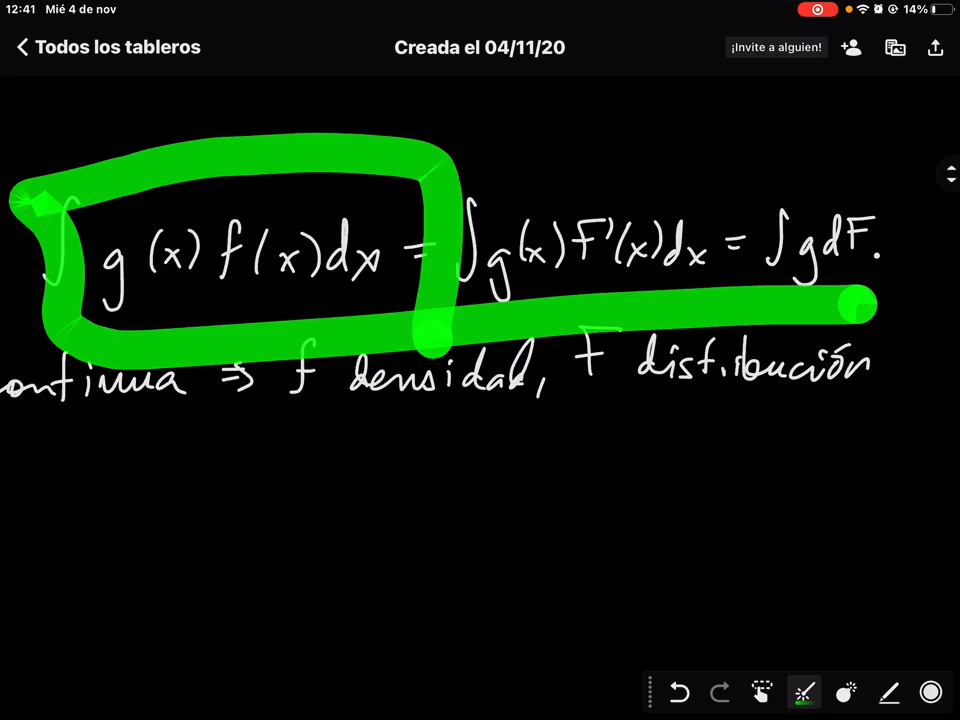 12:41 Mié 4 de nov 14%
Todos los tableros Creada el 04/11/20 ¡Invite a alguien!
∫ g(x) f(x)dx = ∫ g(x) F'(x)dx = ∫ g dF.
ontinua ⇒ f densidad, F distribución